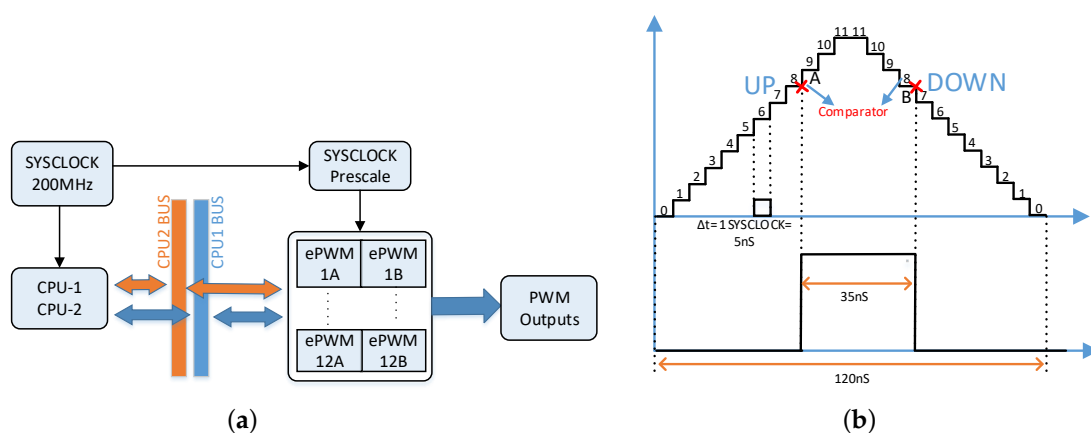 SYSCLOCK
200MHz
SYSCLOCK
Prescale
CPU2 BUS
CPU1 BUS
CPU-1
CPU-2
ePWM
1A
ePWM
1B
ePWM
12A
ePWM
12B
PWM
Outputs
(a)
0
1
2
3
4
5
6
7
8
9
10
11 11
10
9
8
7
6
5
4
3
2
1
0
UP
A
B
DOWN
Comparator
Δt= 1 SYSCLOCK=
5nS
35nS
120nS
(b)